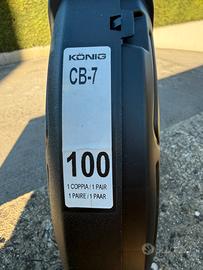 KÖNIG
CB-7
100
1 COPPIA / 1 PAIR
1 PAIRE / 1 PAAR